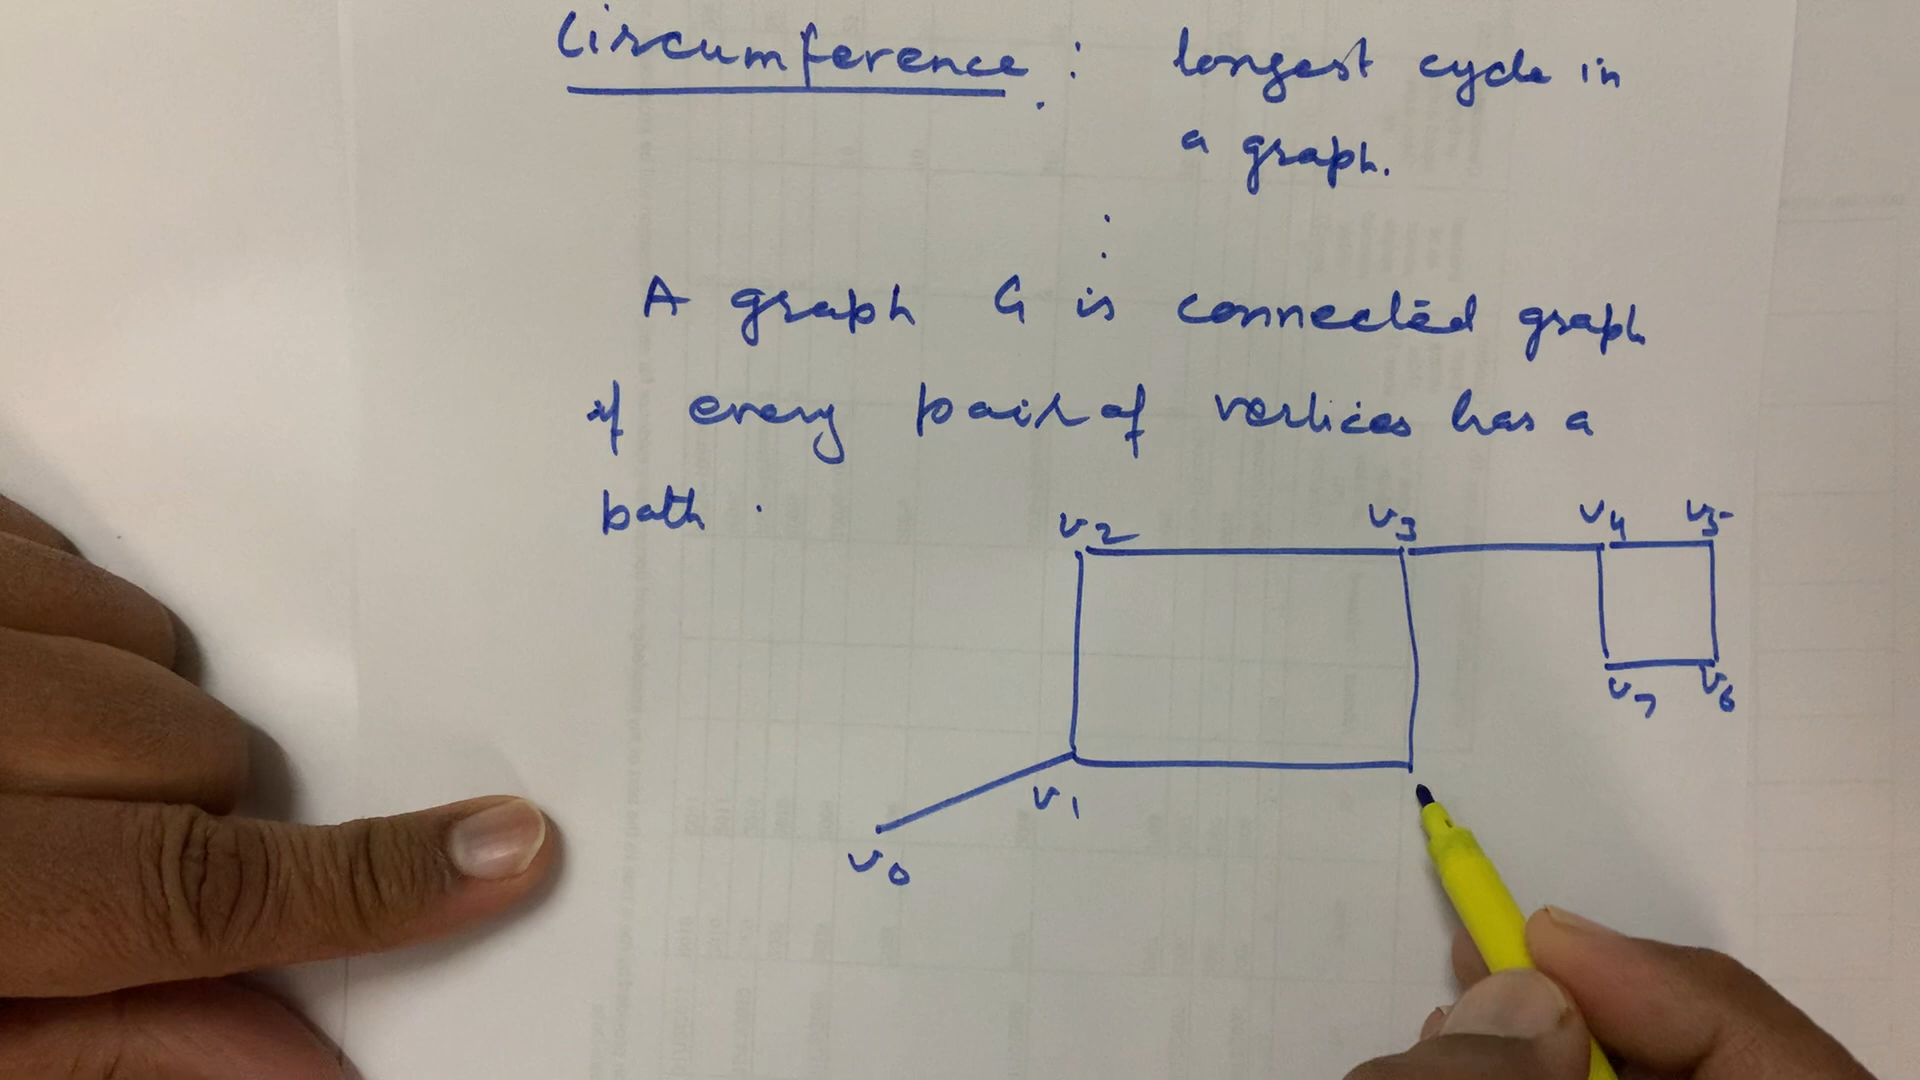 Circumference : longest cycle in
a graph.
A graph G is connected graph
if every pair of vertices has a
path .
v2 v3 v4 v5
v7 v6
v1
v0